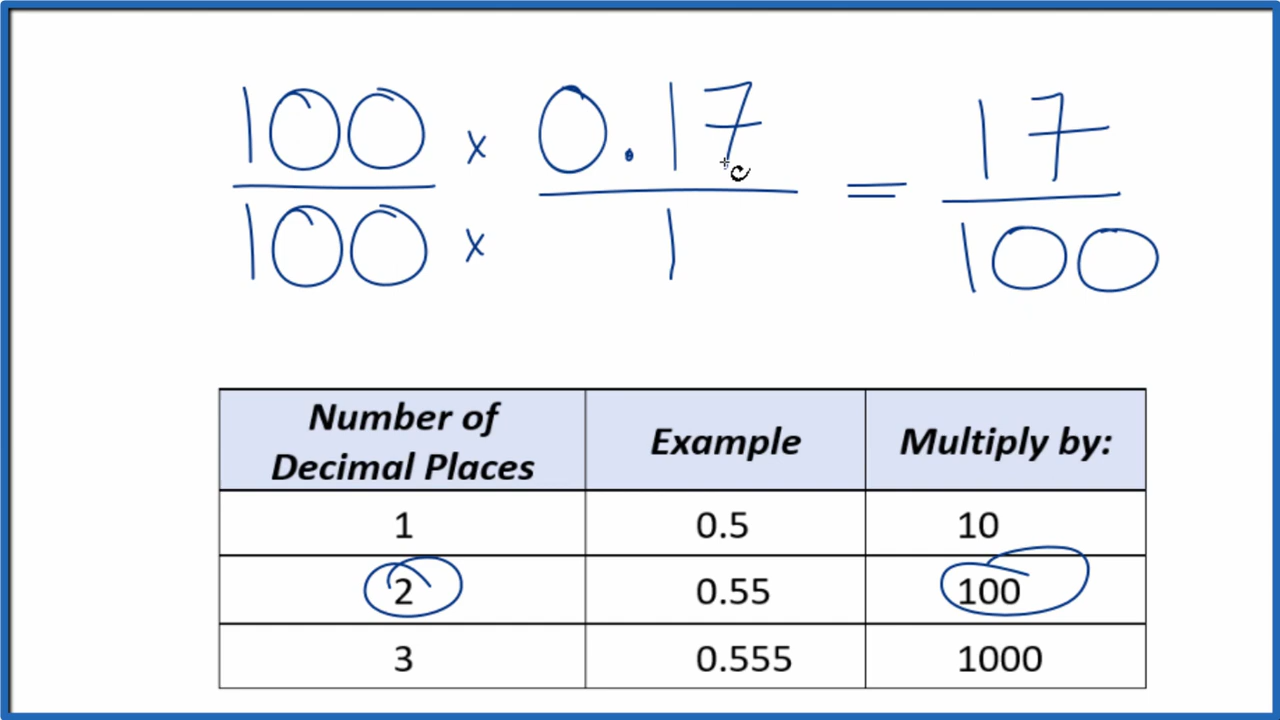 100 × 0.17 = 17
100 × 1 100
Number of Decimal Places Example Multiply by:
1 0.5 10
2 0.55 100
3 0.555 1000